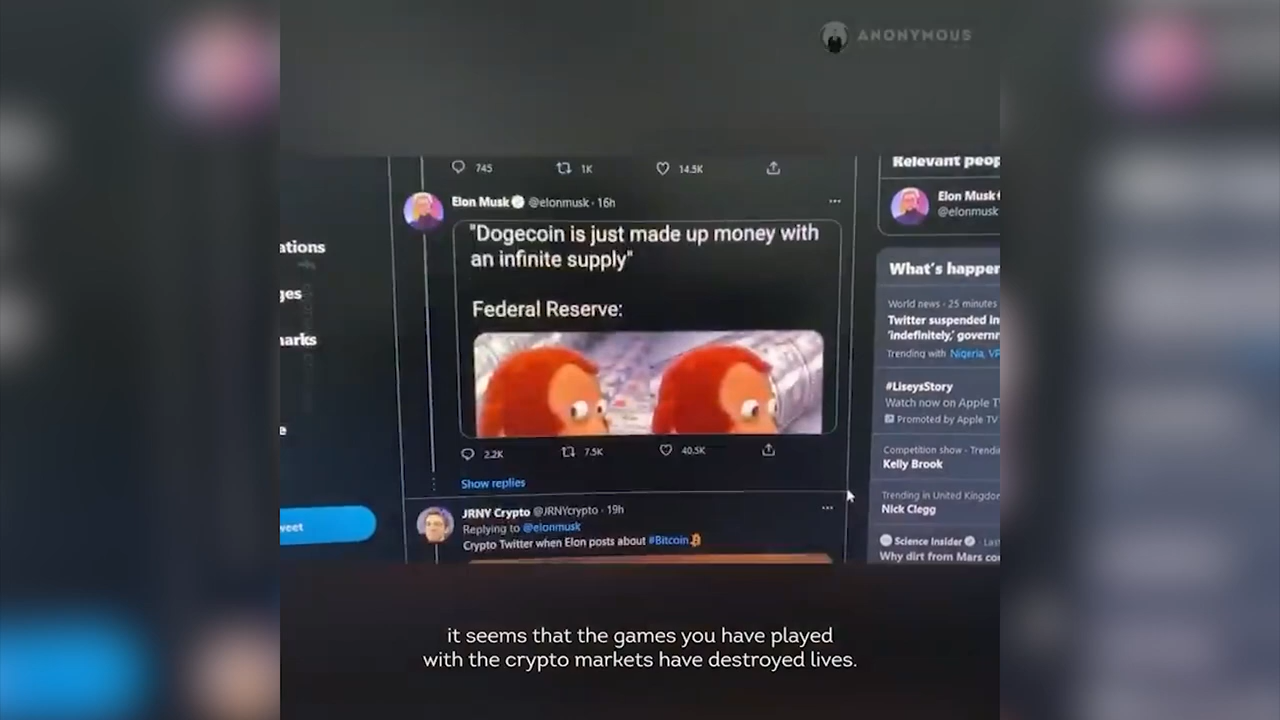 ANONYMOUS
745 1K 14.5K
Relevant peop
Elon Musk @elonmusk · 16h
Elon Musk
@elonmusk
"Dogecoin is just made up money with
an infinite supply"
Federal Reserve:
ations
ges
arks
e
weet
What's happen
World news · 25 minutes
Twitter suspended in
'indefinitely,' governm
Trending with Nigeria, VP
#LiseysStory
Watch now on Apple T
Promoted by Apple TV
Competition show · Trendi
Kelly Brook
Trending in United Kingdo
Nick Clegg
Science Insider · Las
Why dirt from Mars co
2.2K 7.5K 40.5K
Show replies
JRNY Crypto @JRNYcrypto · 19h
Replying to @elonmusk
Crypto Twitter when Elon posts about #Bitcoin
it seems that the games you have played
with the crypto markets have destroyed lives.